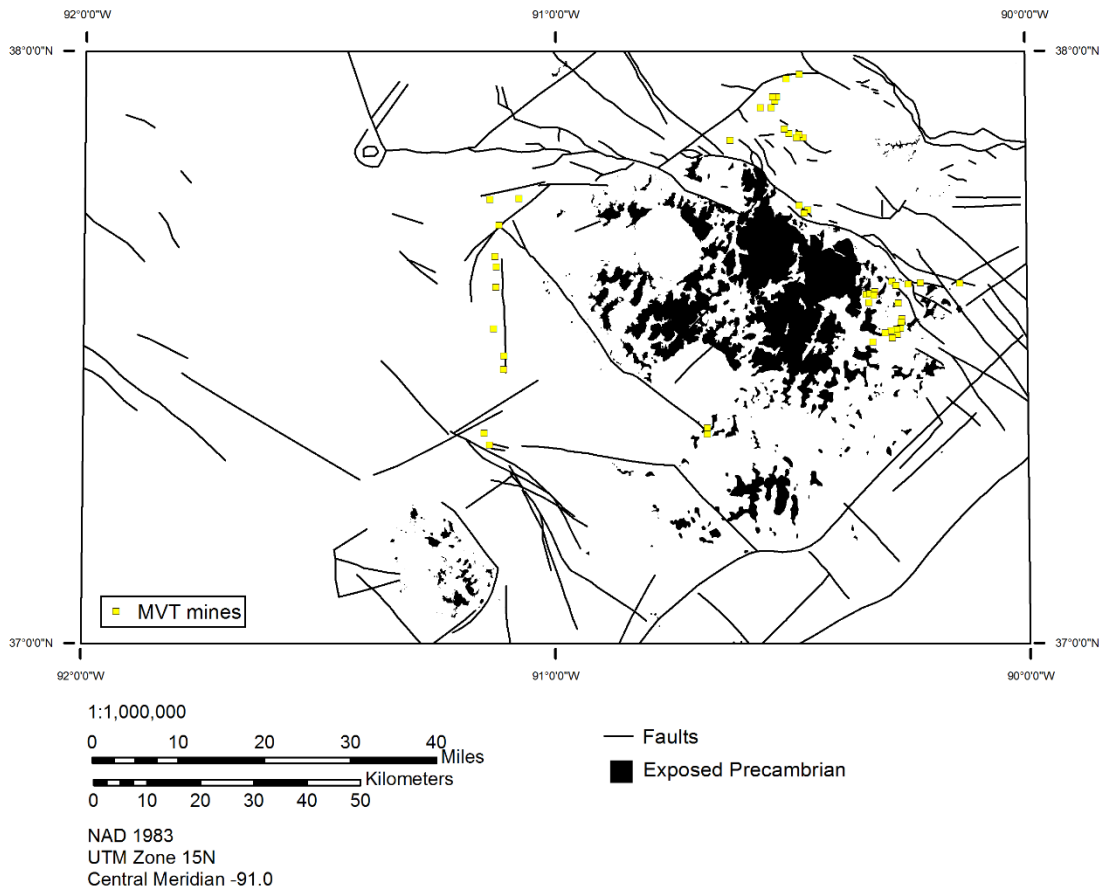 92°0'0"W 91°0'0"W 90°0'0"W
38°0'0"N 38°0'0"N
MVT mines
37°0'0"N 37°0'0"N
92°0'0"W 91°0'0"W 90°0'0"W
1:1,000,000
0 10 20 30 40 Miles
0 10 20 30 40 50 Kilometers
Faults
Exposed Precambrian
NAD 1983
UTM Zone 15N
Central Meridian -91.0